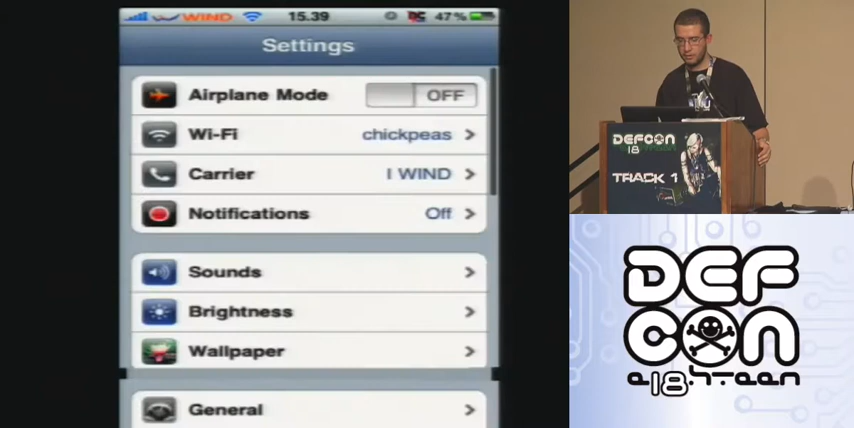 WIND 15.39 47%
Settings
Airplane Mode OFF
Wi-Fi chickpeas
Carrier I WIND
Notifications Off
Sounds
Brightness
Wallpaper
General
DEFCON
18
TRACK 1
DEF
CON
e18hteen